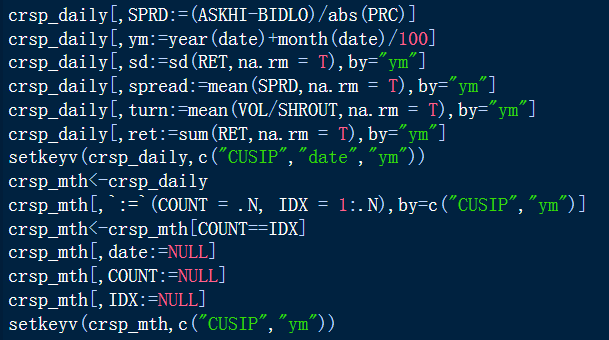 crsp_daily[,SPRD:=(ASKHI-BIDLO)/abs(PRC)]
crsp_daily[,ym:=year(date)+month(date)/100]
crsp_daily[,sd:=sd(RET,na.rm = T),by="ym"]
crsp_daily[,spread:=mean(SPRD,na.rm = T),by="ym"]
crsp_daily[,turn:=mean(VOL/SHROUT,na.rm = T),by="ym"]
crsp_daily[,ret:=sum(RET,na.rm = T),by="ym"]
setkeyv(crsp_daily,c("CUSIP","date","ym"))
crsp_mth<-crsp_daily
crsp_mth[,`:=`(COUNT = .N, IDX = 1:.N),by=c("CUSIP","ym")]
crsp_mth<-crsp_mth[COUNT==IDX]
crsp_mth[,date:=NULL]
crsp_mth[,COUNT:=NULL]
crsp_mth[,IDX:=NULL]
setkeyv(crsp_mth,c("CUSIP","ym"))